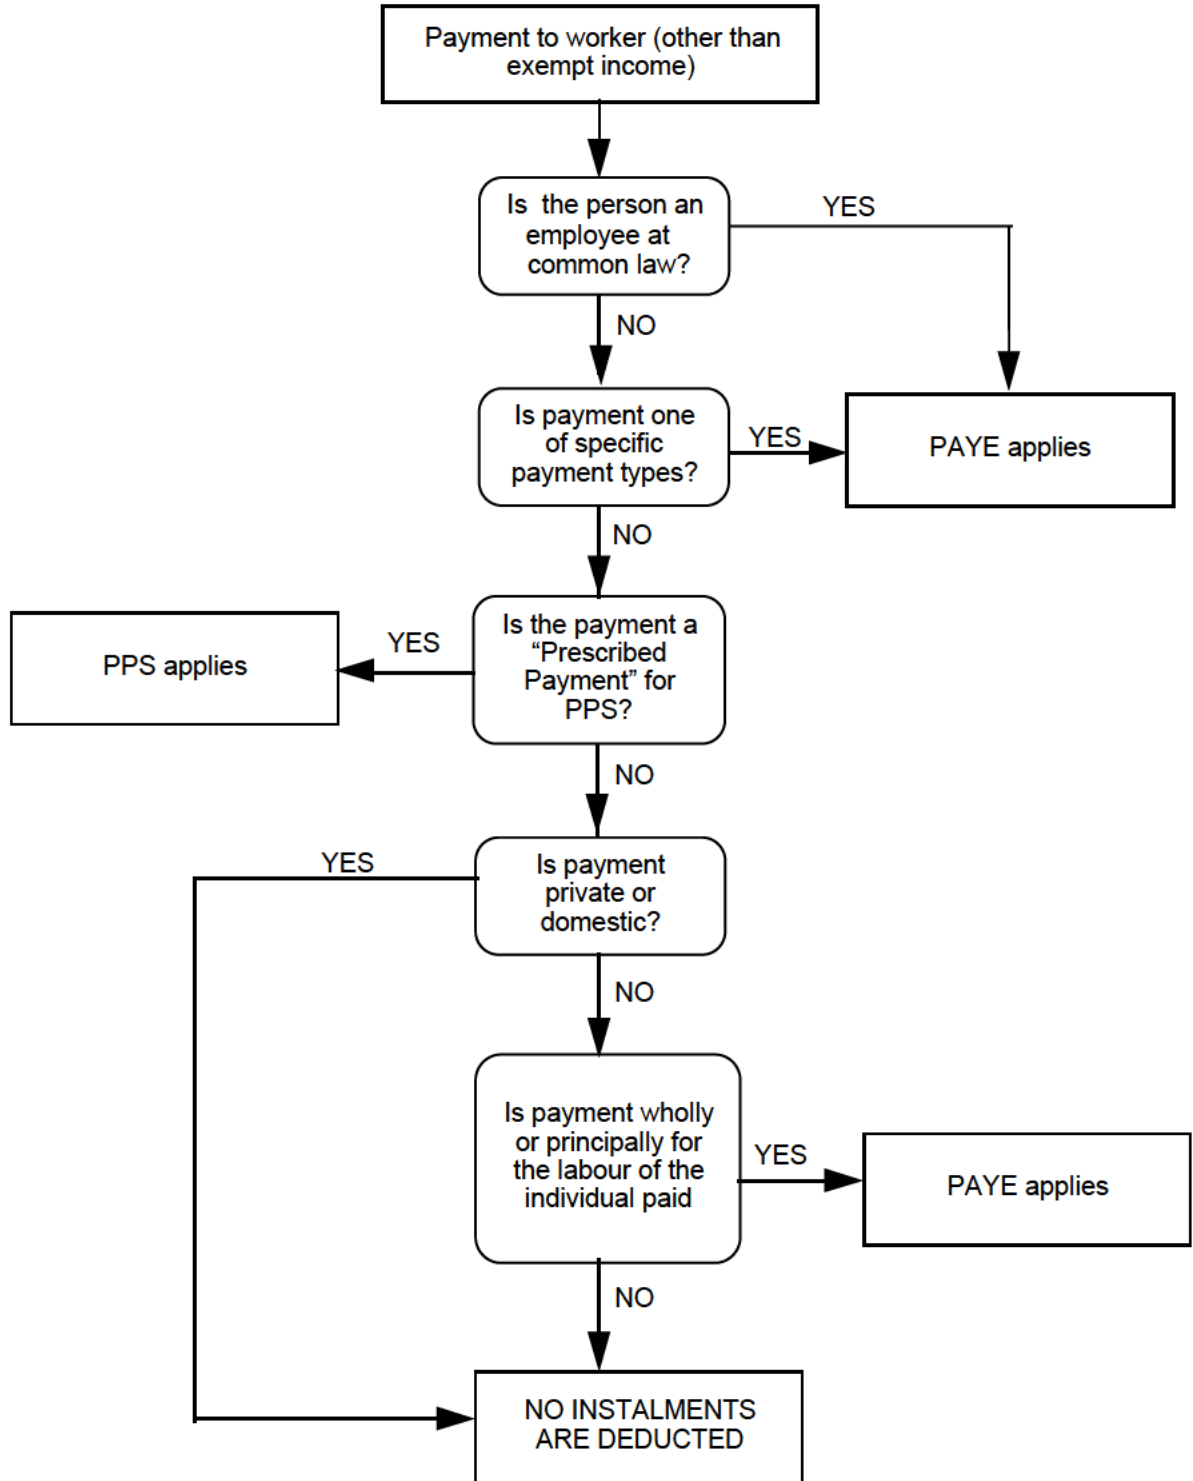 Payment to worker (other than
exempt income)
Is the person an
employee at
common law?
YES
NO
Is payment one
of specific
payment types?
YES
PAYE applies
NO
Is the payment a
“Prescribed
Payment” for
PPS?
YES
PPS applies
NO
Is payment
private or
domestic?
YES
NO
Is payment wholly
or principally for
the labour of the
individual paid
YES
PAYE applies
NO
NO INSTALMENTS
ARE DEDUCTED